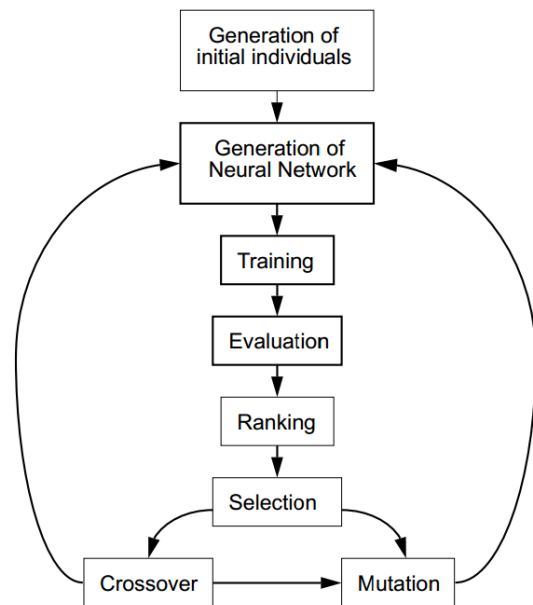 Generation of
initial individuals
Generation of
Neural Network
Training
Evaluation
Ranking
Selection
Crossover
Mutation